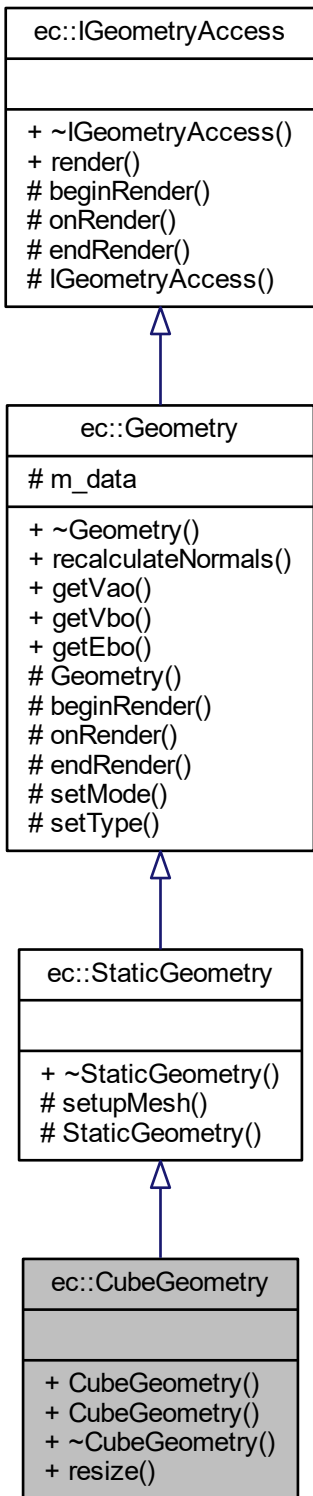 ec::IGeometryAccess
+ ~IGeometryAccess()
+ render()
# beginRender()
# onRender()
# endRender()
# IGeometryAccess()
ec::Geometry
# m_data
+ ~Geometry()
+ recalculateNormals()
+ getVao()
+ getVbo()
+ getEbo()
# Geometry()
# beginRender()
# onRender()
# endRender()
# setMode()
# setType()
ec::StaticGeometry
+ ~StaticGeometry()
# setupMesh()
# StaticGeometry()
ec::CubeGeometry
+ CubeGeometry()
+ CubeGeometry()
+ ~CubeGeometry()
+ resize()